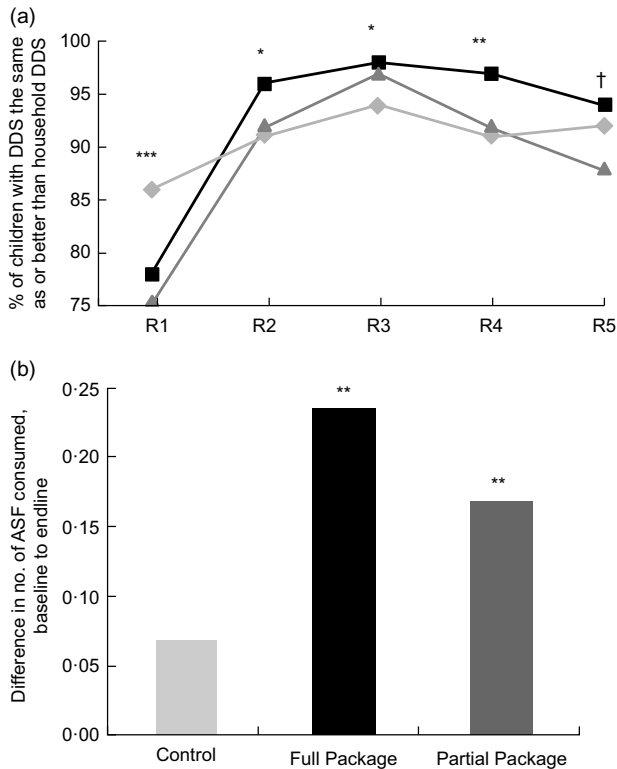 (a)
% of children with DDS the same
as or better than household DDS
100
95
90
85
80
75
***
*
*
**
†
R1 R2 R3 R4 R5
(b)
Difference in no. of ASF consumed,
baseline to endline
0·30
0·25
0·20
0·15
0·10
0·05
0·00
**
**
Control Full Package Partial Package